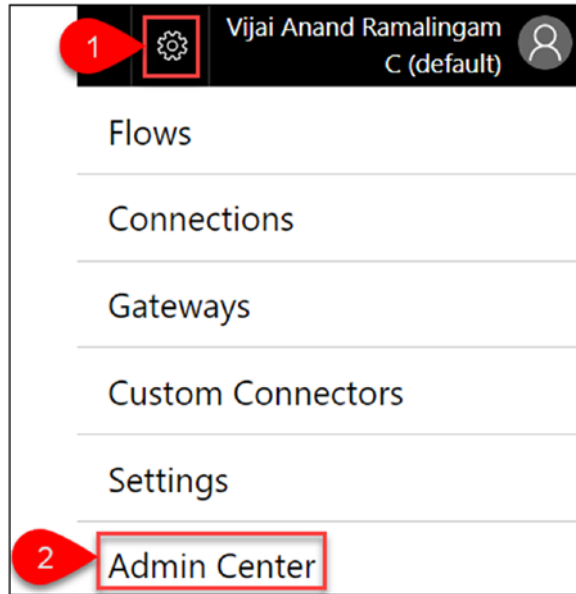 1
Vijai Anand Ramalingam
C (default)
Flows
Connections
Gateways
Custom Connectors
Settings
2
Admin Center